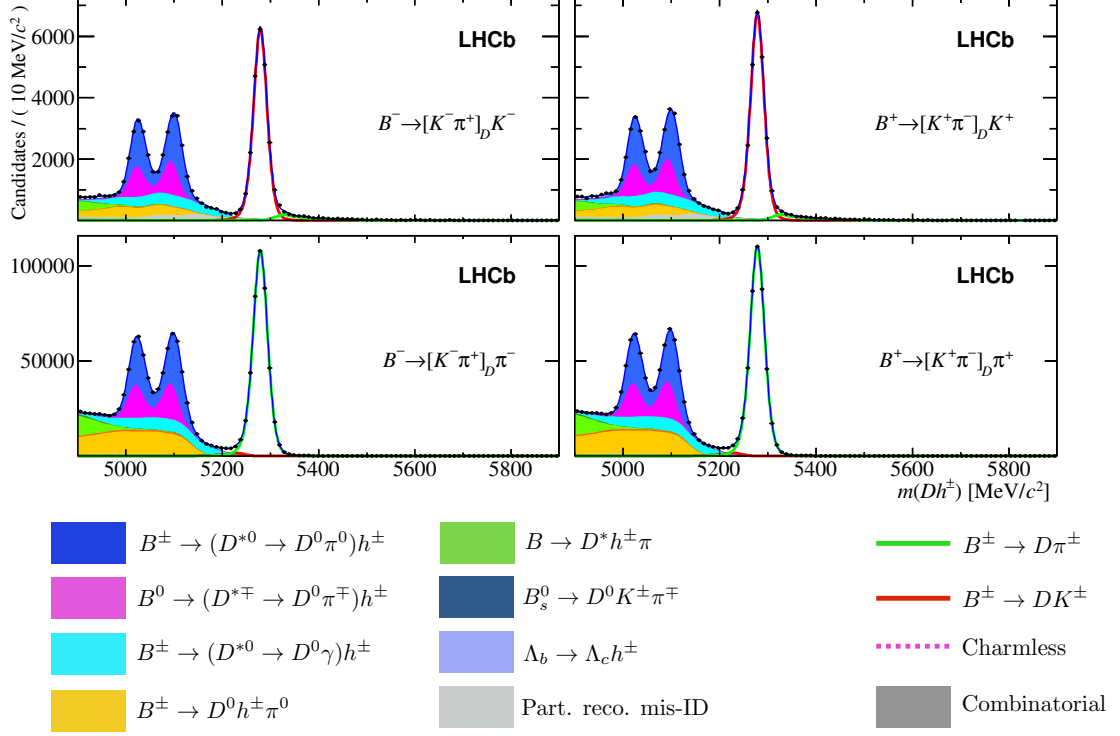 Candidates / ( 10 MeV/c²)
6000
4000
2000
LHCb
B⁻→[K⁻π⁺]_D K⁻
LHCb
B⁺→[K⁺π⁻]_D K⁺
100000
50000
LHCb
B⁻→[K⁻π⁺]_D π⁻
LHCb
B⁺→[K⁺π⁻]_D π⁺
5000 5200 5400 5600 5800
5000 5200 5400 5600 5800
m(Dh^±) [MeV/c²]
B^± → (D^{*0} → D⁰π⁰)h^±
B⁰ → (D^{*∓} → D⁰π^∓)h^±
B^± → (D^{*0} → D⁰γ)h^±
B^± → D⁰h^±π⁰
B → D^*h^±π
B_s⁰ → D⁰K^±π^∓
Λ_b → Λ_c h^±
Part. reco. mis-ID
B^± → Dπ^±
B^± → DK^±
Charmless
Combinatorial